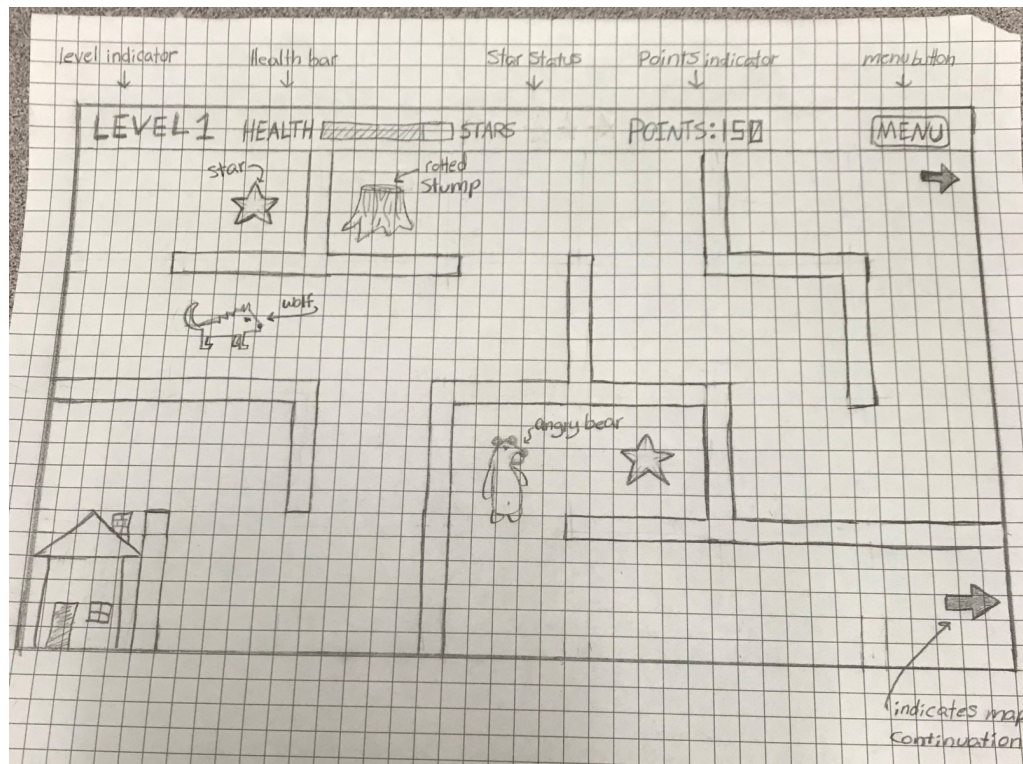 level indicator
Health bar
Star Status
Points indicator
menu button
LEVEL 1
HEALTH
STARS
POINTS:150
MENU
star
rotted
stump
wolf
angry bear
indicates map
continuation